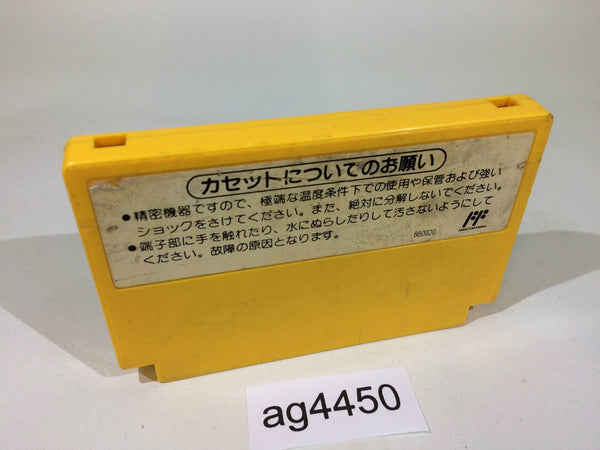 カセットについてのお願い
●精密機器ですので、極端な温度条件下での使用や保管および強い
ショックをさけてください。また、絶対に分解しないでください。
●端子部に手を触れたり、水にぬらしたりして汚さないようにして
ください。故障の原因となります。
880920
ag4450